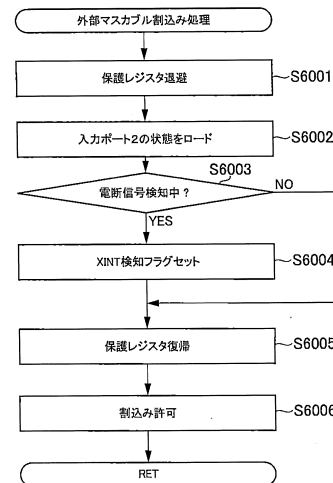 外部マスカブル割込み処理
保護レジスタ退避
S6001
入力ポート2の状態をロード
S6002
S6003
電断信号検知中?
NO
YES
XINT検知フラグセット
S6004
保護レジスタ復帰
S6005
割込み許可
S6006
RET